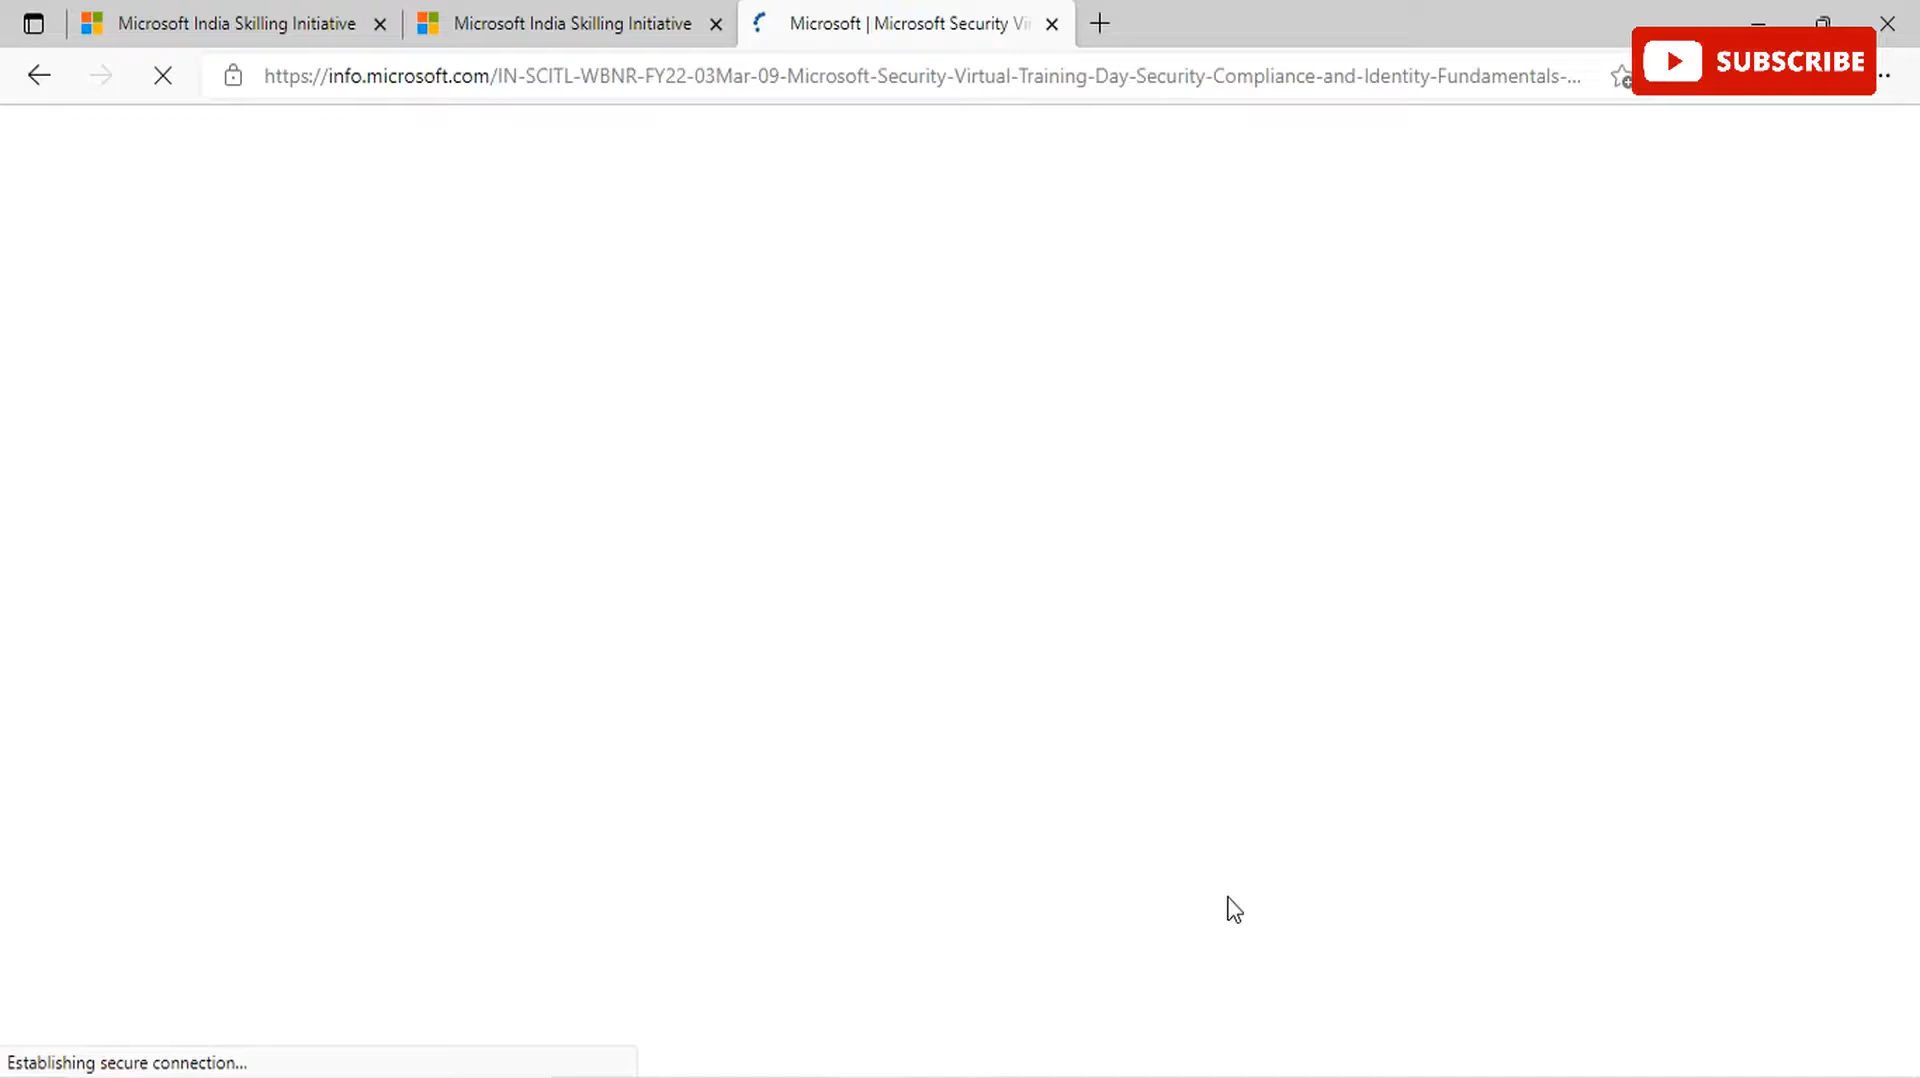 Microsoft India Skilling Initiative
Microsoft India Skilling Initiative
Microsoft | Microsoft Security Vi
https://info.microsoft.com/IN-SCITL-WBNR-FY22-03Mar-09-Microsoft-Security-Virtual-Training-Day-Security-Compliance-and-Identity-Fundamentals-...
SUBSCRIBE
Establishing secure connection...